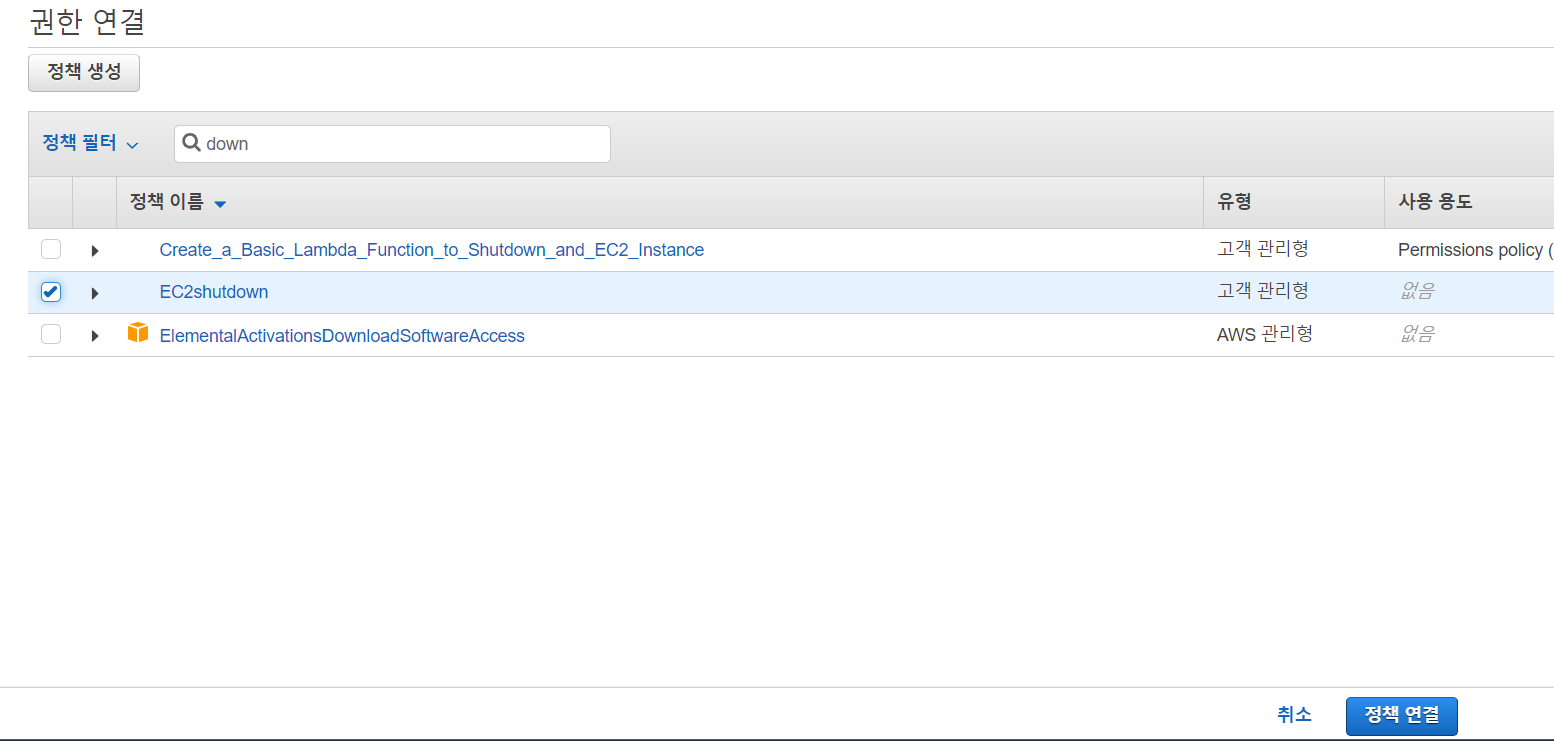 권한 연결
정책 생성
정책 필터 down
정책 이름 유형 사용 용도
Create_a_Basic_Lambda_Function_to_Shutdown_and_EC2_Instance 고객 관리형 Permissions policy (
EC2shutdown 고객 관리형 없음
ElementalActivationsDownloadSoftwareAccess AWS 관리형 없음
취소 정책 연결